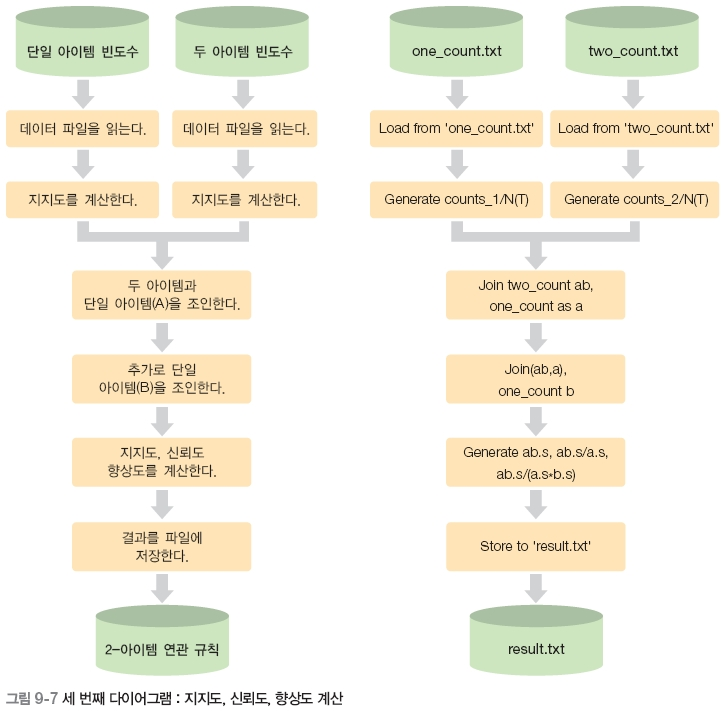 단일 아이템 빈도수
두 아이템 빈도수
one_count.txt
two_count.txt
데이터 파일을 읽는다.
데이터 파일을 읽는다.
Load from 'one_count.txt'
Load from 'two_count.txt'
지지도를 계산한다.
지지도를 계산한다.
Generate counts_1/N(T)
Generate counts_2/N(T)
두 아이템과
단일 아이템(A)을 조인한다.
Join two_count ab,
one_count as a
추가로 단일
아이템(B)을 조인한다.
Join(ab,a),
one_count b
지지도, 신뢰도
향상도를 계산한다.
Generate ab.s, ab.s/a.s,
ab.s/(a.s*b.s)
결과를 파일에
저장한다.
Store to 'result.txt'
2-아이템 연관 규칙
result.txt
그림 9-7 세 번째 다이어그램 : 지지도, 신뢰도, 향상도 계산